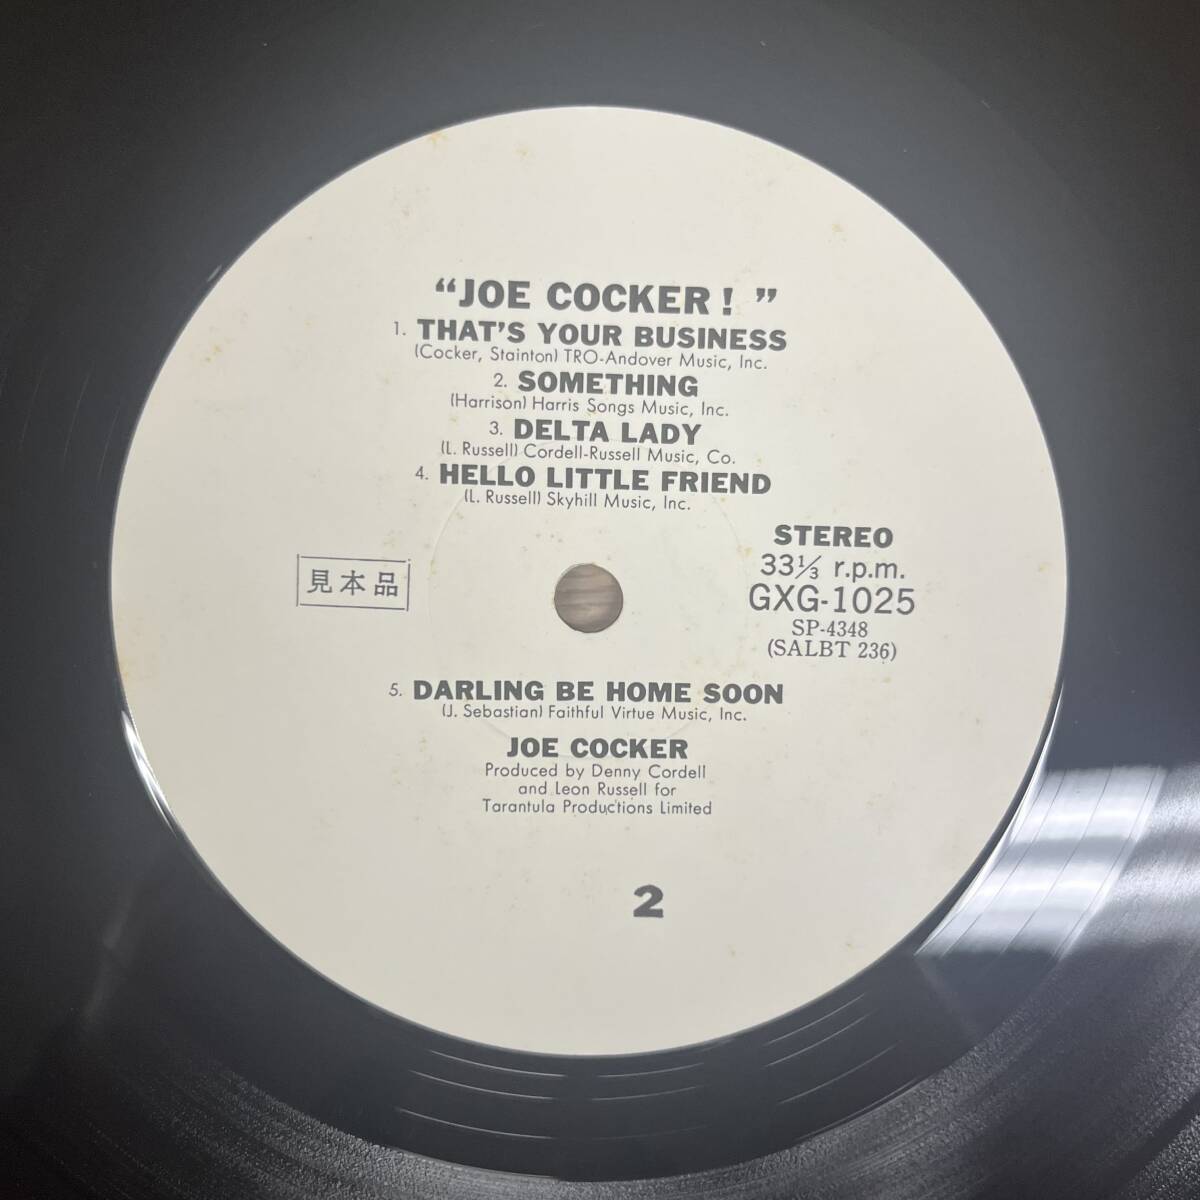 “JOE COCKER! ”
1. THAT'S YOUR BUSINESS
(Cocker, Stainton) TRO-Andover Music, Inc.
2. SOMETHING
(Harrison) Harris Songs Music, Inc.
3. DELTA LADY
(L. Russell) Cordell-Russell Music, Co.
4. HELLO LITTLE FRIEND
(L. Russell) Skyhill Music, Inc.
見本品
STEREO
33⅓ r.p.m.
GXG-1025
SP-4348
(SALBT 236)
5. DARLING BE HOME SOON
(J. Sebastian) Faithful Virtue Music, Inc.
JOE COCKER
Produced by Denny Cordell
and Leon Russell for
Tarantula Productions Limited
2